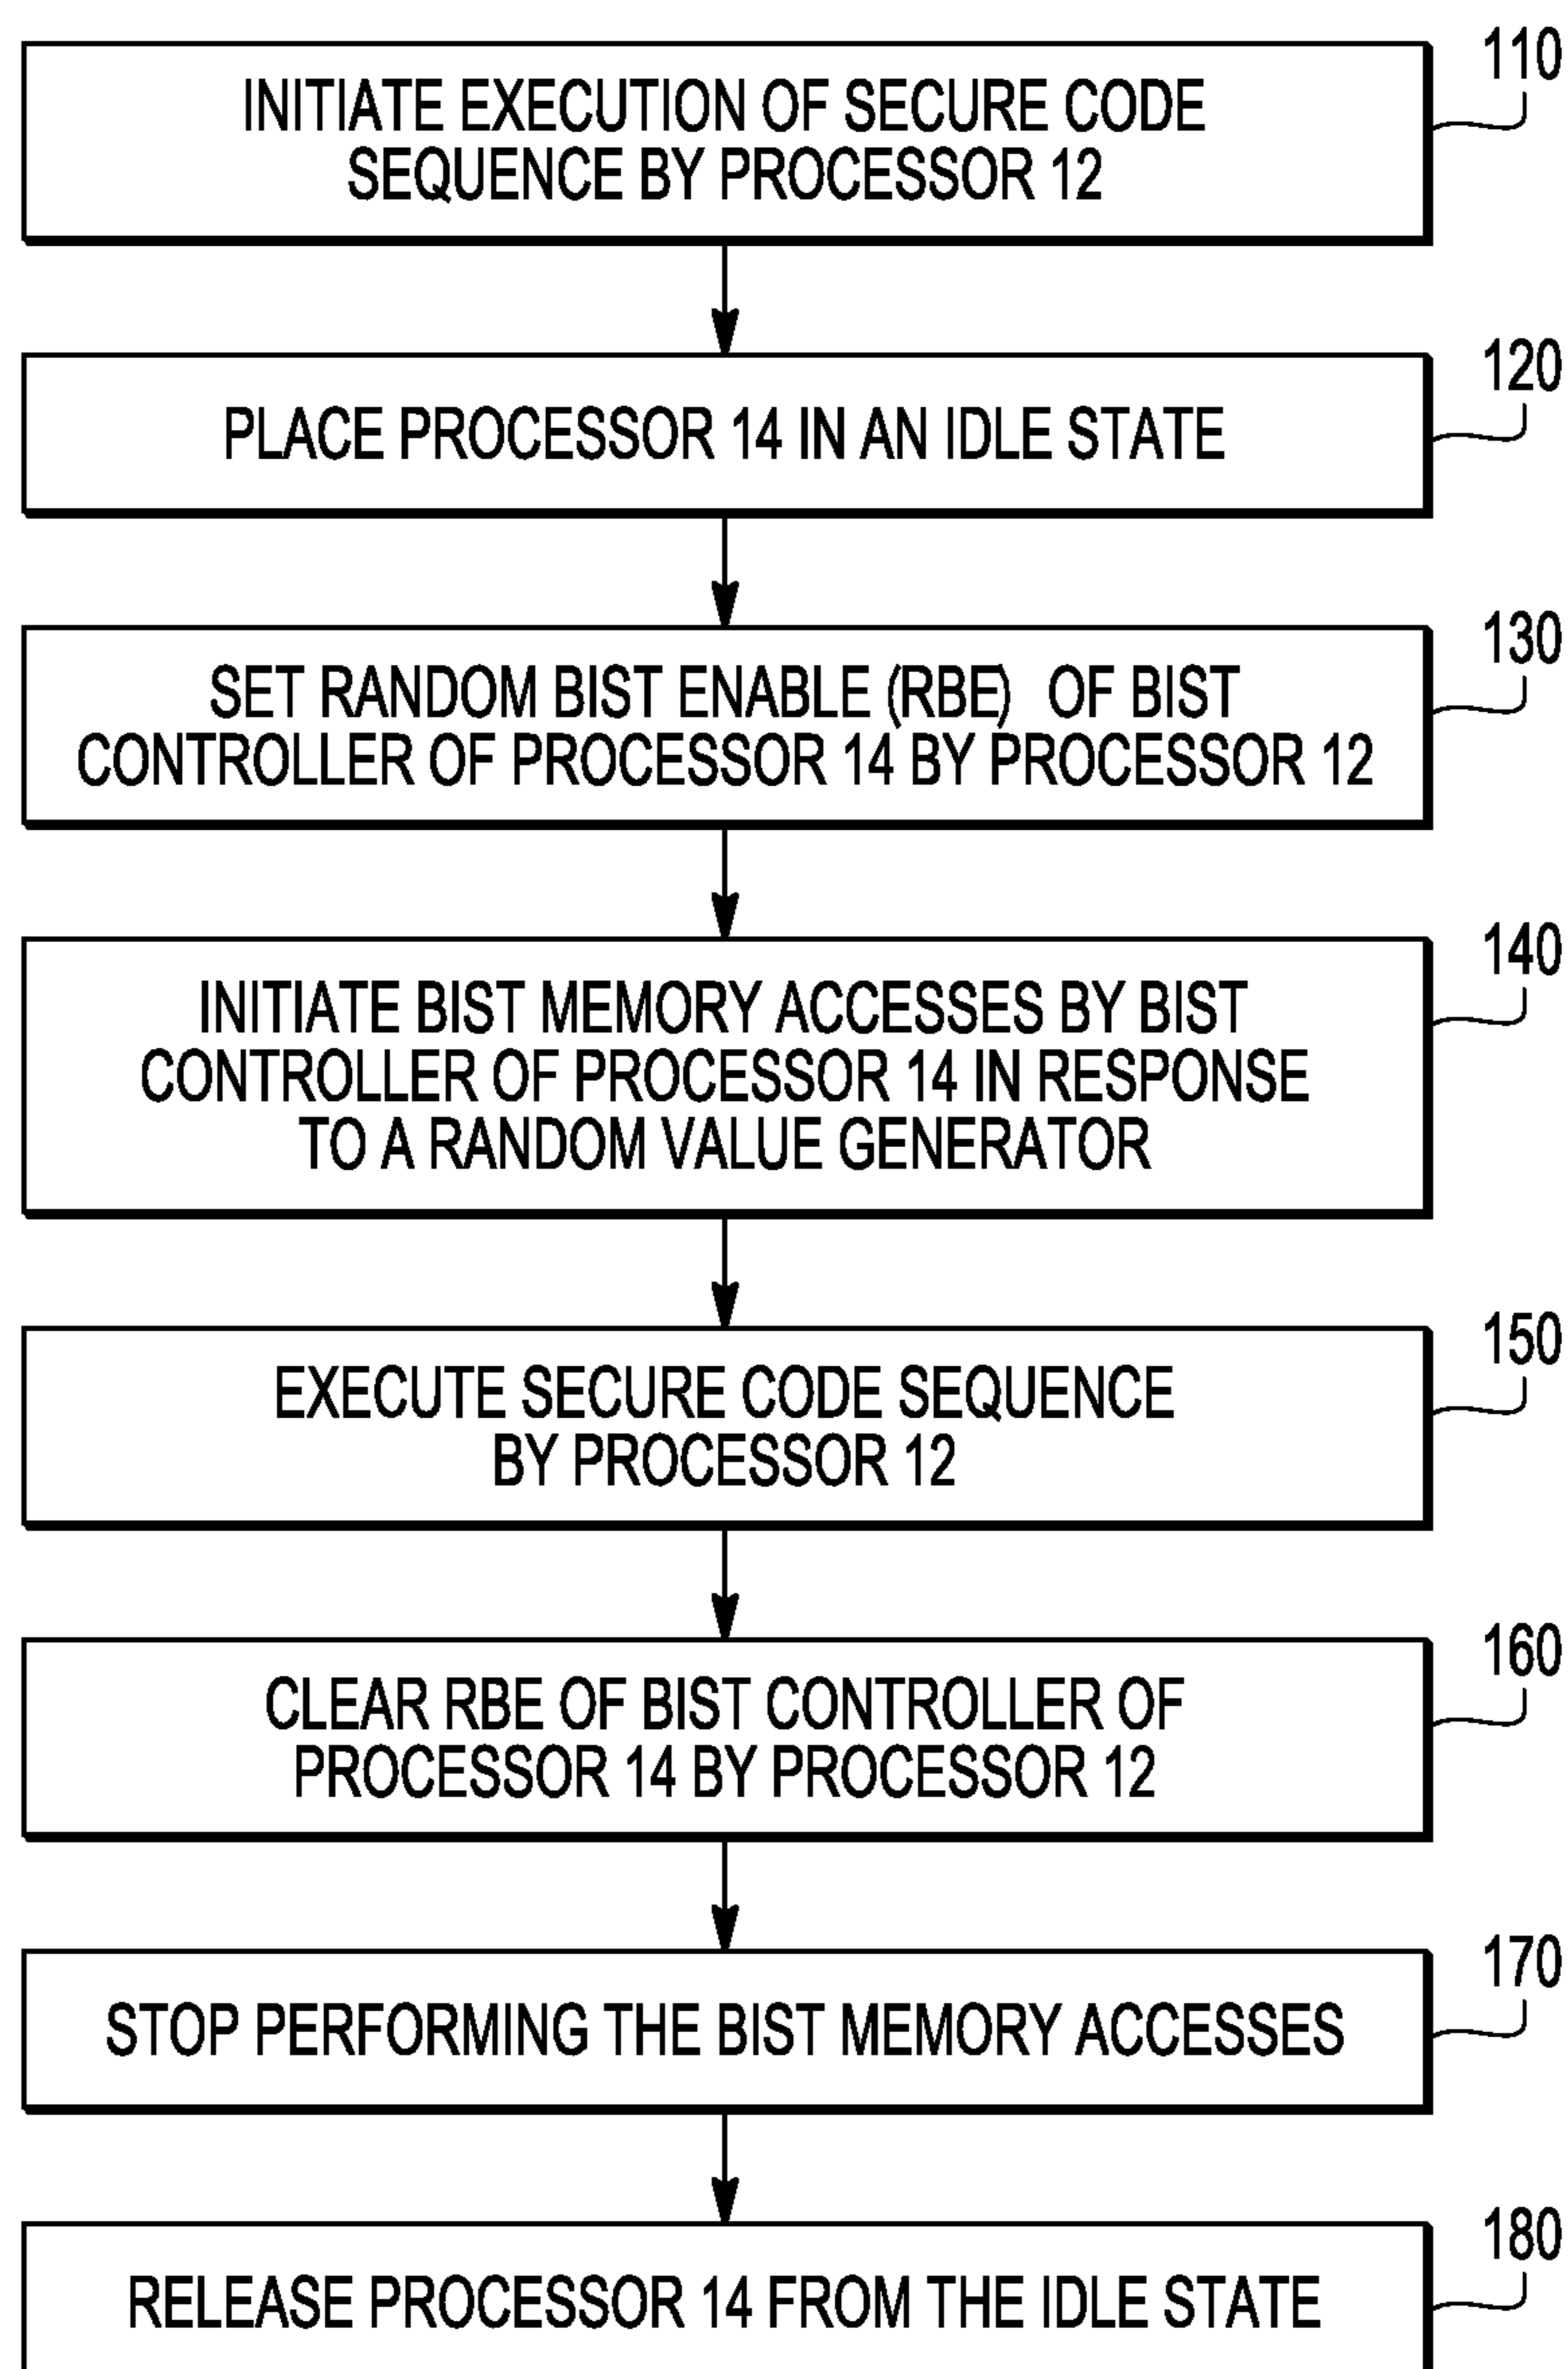 110
INITIATE EXECUTION OF SECURE CODE
SEQUENCE BY PROCESSOR 12
120
PLACE PROCESSOR 14 IN AN IDLE STATE
130
SET RANDOM BIST ENABLE (RBE) OF BIST
CONTROLLER OF PROCESSOR 14 BY PROCESSOR 12
140
INITIATE BIST MEMORY ACCESSES BY BIST
CONTROLLER OF PROCESSOR 14 IN RESPONSE
TO A RANDOM VALUE GENERATOR
150
EXECUTE SECURE CODE SEQUENCE
BY PROCESSOR 12
160
CLEAR RBE OF BIST CONTROLLER OF
PROCESSOR 14 BY PROCESSOR 12
170
STOP PERFORMING THE BIST MEMORY ACCESSES
180
RELEASE PROCESSOR 14 FROM THE IDLE STATE